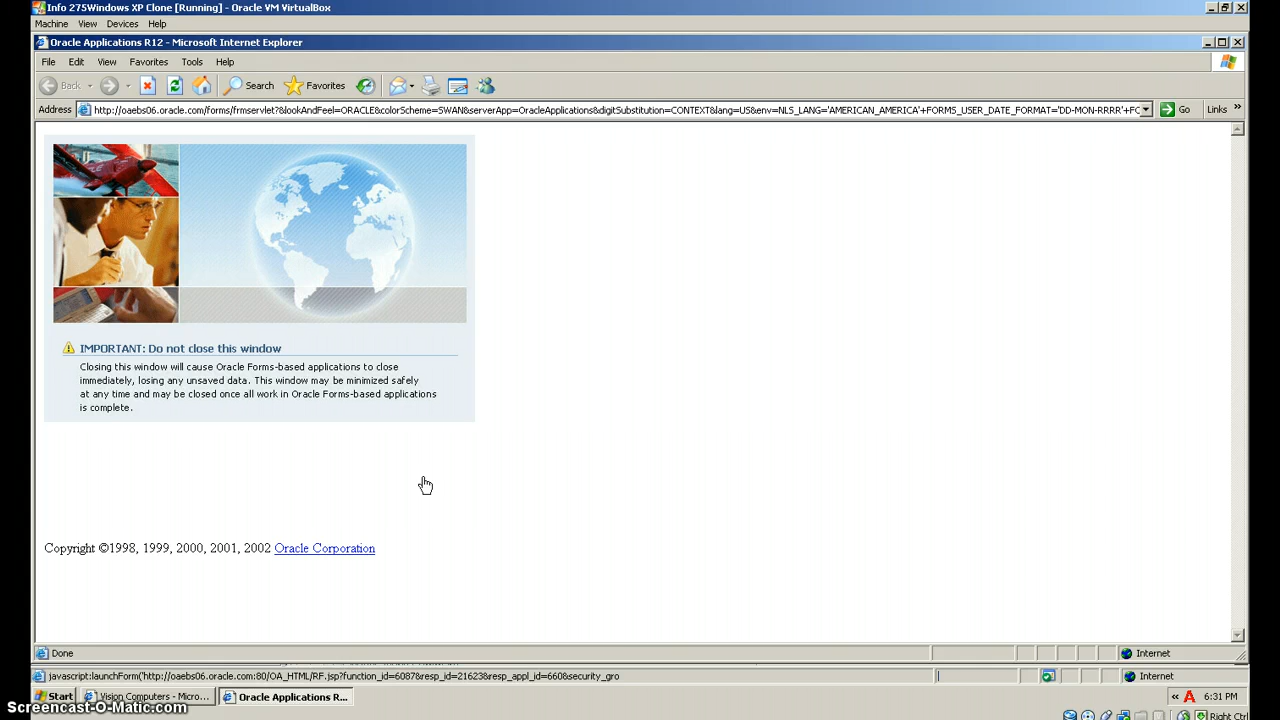 Info 275Windows XP Clone [Running] - Oracle VM VirtualBox
Machine View Devices Help
Oracle Applications R12 - Microsoft Internet Explorer
File Edit View Favorites Tools Help
Back Search Favorites
Address http://oaebs06.oracle.com/forms/frmservlet?&lookAndFeel=ORACLE&colorScheme=SWAN&serverApp=OracleApplications&digitSubstitution=CONTEXT&lang=US&env=NLS_LANG='AMERICAN_AMERICA'+FORMS_USER_DATE_FORMAT='DD-MON-RRRR'+FC Go Links »
IMPORTANT: Do not close this window
Closing this window will cause Oracle Forms-based applications to close
immediately, losing any unsaved data. This window may be minimized safely
at any time and may be closed once all work in Oracle Forms-based applications
is complete.
Copyright ©1998, 1999, 2000, 2001, 2002 Oracle Corporation
Done Internet
javascript:launchForm('http://oaebs06.oracle.com:80/OA_HTML/RF.jsp?function_id=6087&resp_id=21623&resp_appl_id=660&security_gro Internet
Start Vision Computers - Micro... Oracle Applications R... « A 6:31 PM
Screencast-O-Matic.com Right Ctrl